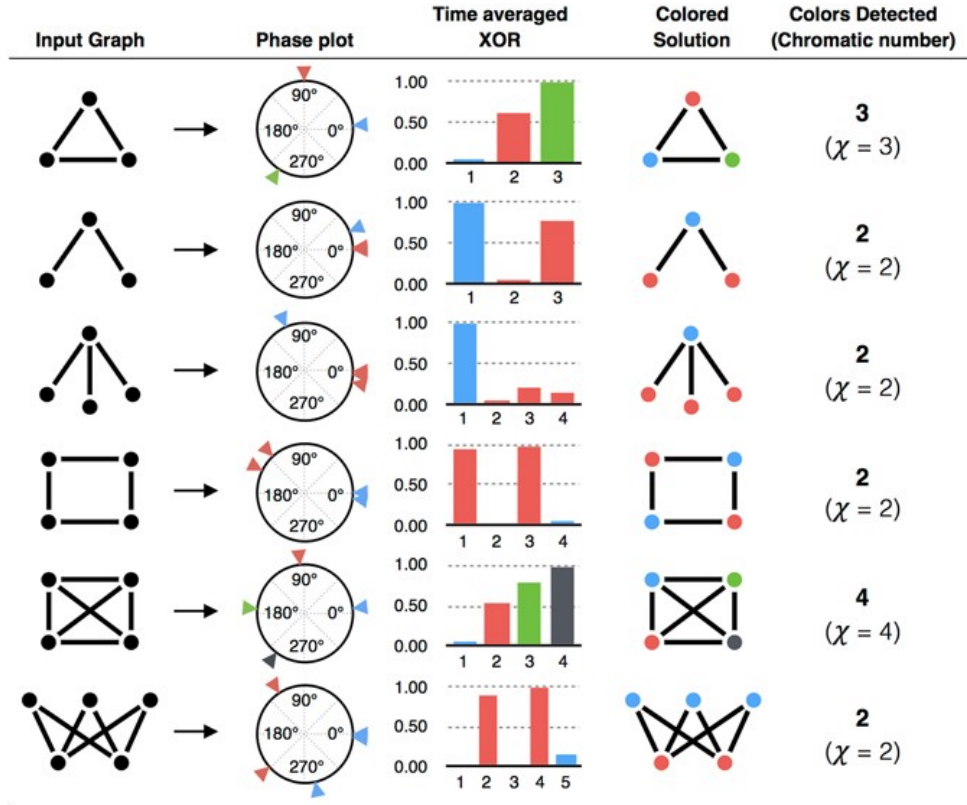 Input Graph
Phase plot
Time averaged
XOR
Colored
Solution
Colors Detected
(Chromatic number)
90°
180° 0°
270°
1.00
0.50
0.00
1 2 3
3
(χ = 3)
90°
180° 0°
270°
1.00
0.50
0.00
1 2 3
2
(χ = 2)
90°
180° 0°
270°
1.00
0.50
0.00
1 2 3 4
2
(χ = 2)
90°
180° 0°
270°
1.00
0.50
0.00
1 2 3 4
2
(χ = 2)
90°
180° 0°
270°
1.00
0.50
0.00
1 2 3 4
4
(χ = 4)
90°
180° 0°
270°
1.00
0.50
0.00
1 2 3 4 5
2
(χ = 2)